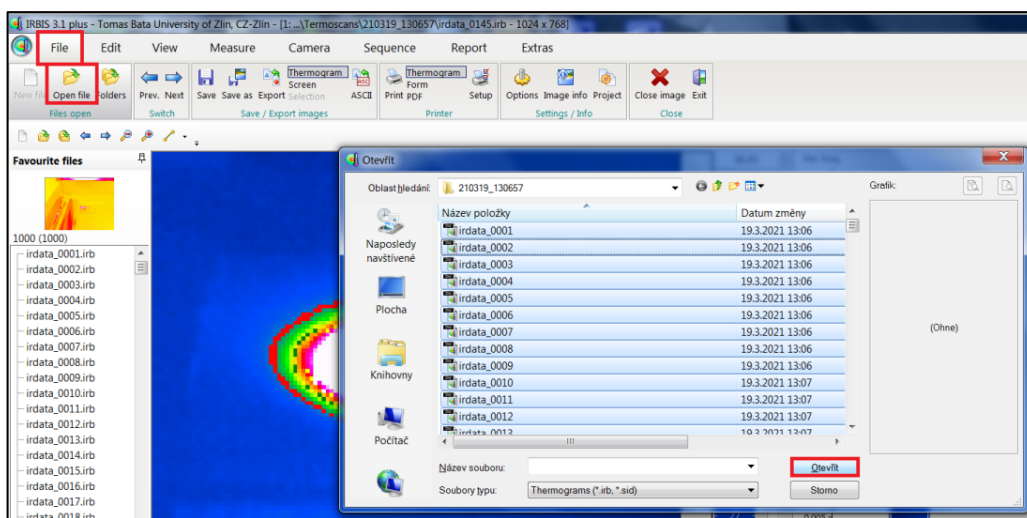 IRBIS 3.1 plus - Tomas Bata University of Zlin, CZ-Zlín - [1: ...\Termoscans\210319_130657\irdata_0145.irb - 1024 x 768]
File Edit View Measure Camera Sequence Report Extras
New file Open file Folders Prev. Next Save Save as Export Thermogram Screen Selection ASCII Print PDF Thermogram Form Setup Options Image info Project Close image Exit
Files open Switch Save / Export images Printer Settings / Info Close
Favourite files
1000 (1000)
irdata_0001.irb
irdata_0002.irb
irdata_0003.irb
irdata_0004.irb
irdata_0005.irb
irdata_0006.irb
irdata_0007.irb
irdata_0008.irb
irdata_0009.irb
irdata_0010.irb
irdata_0011.irb
irdata_0012.irb
irdata_0013.irb
irdata_0014.irb
irdata_0015.irb
irdata_0016.irb
irdata_0017.irb
irdata_0018.irb
Otevřít
Oblast hledání: 210319_130657 Grafik:
Naposledy navštívené
Plocha
Knihovny
Počítač
Název položky Datum změny
irdata_0001 19.3.2021 13:06
irdata_0002 19.3.2021 13:06
irdata_0003 19.3.2021 13:06
irdata_0004 19.3.2021 13:06
irdata_0005 19.3.2021 13:06
irdata_0006 19.3.2021 13:06
irdata_0007 19.3.2021 13:06
irdata_0008 19.3.2021 13:06
irdata_0009 19.3.2021 13:06
irdata_0010 19.3.2021 13:07
irdata_0011 19.3.2021 13:07
irdata_0012 19.3.2021 13:07
irdata_0013 19.3.2021 13:07
(Ohne)
Název souboru: Otevřít
Soubory typu: Thermograms (*.irb, *.sid) Storno